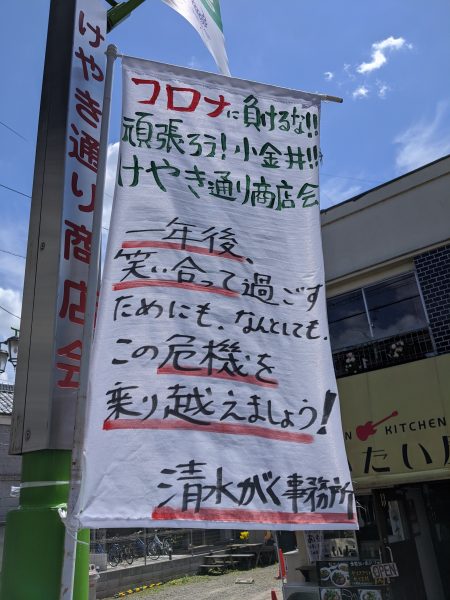 けやき通り商店会
コロナに負けるな!!
頑張ろう!小金井!!
けやき通り商店会
一年後、
笑い合って過ごす
ためにも、なんとしても、
この危機を
乗り越えましょう!
清水がく事務所
KITCHEN
たい
OPEN